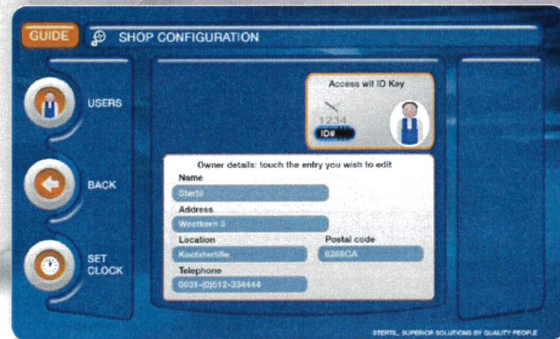 GUIDE
SHOP CONFIGURATION
Access wit ID Key
1234
ID#
USERS
Owner details: touch the entry you wish to edit
Name
Stertil
BACK
Address
Westkern 3
Location Postal code
Kootstertille 9288CA
SET
CLOCK
Telephone
0031-(0)512-334444
STERTIL, SUPERIOR SOLUTIONS BY QUALITY PEOPLE